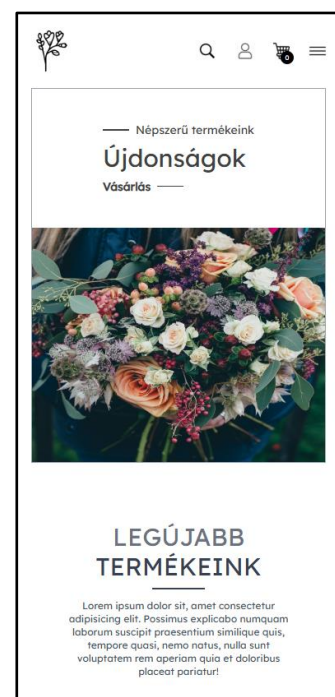 0
Népszerű termékeink
Újdonságok
Vásárlás
LEGÚJABB
TERMÉKEINK
Lorem ipsum dolor sit, amet consectetur
adipisicing elit. Possimus explicabo numquam
laborum suscipit praesentium similique quis,
tempore quasi, nemo natus, nulla sunt
voluptatem rem aperiam quia et doloribus
placeat pariatur!